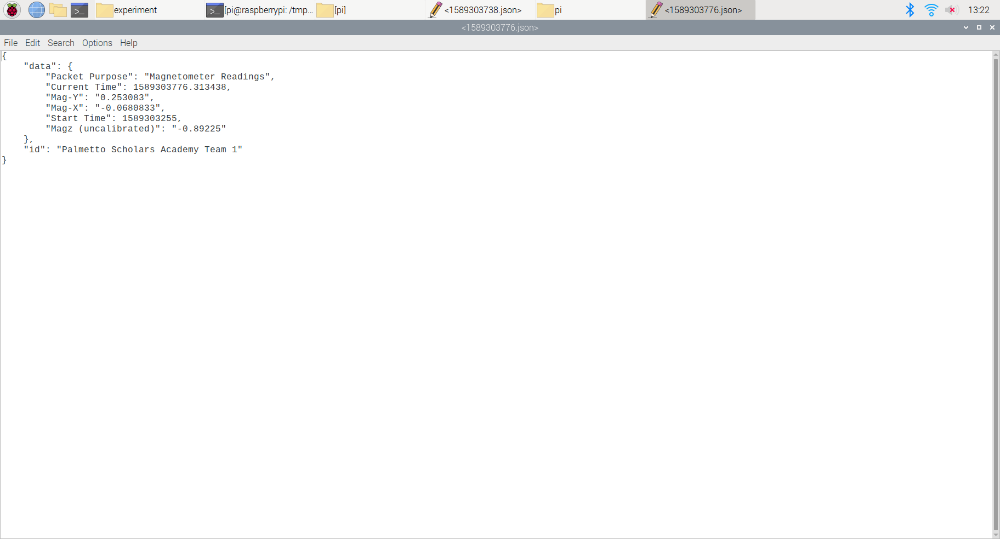 experiment
[pi@raspberrypi: /tmp...
[pi]
<1589303738.json>
pi
<1589303776.json>
13:22
<1589303776.json>
File Edit Search Options Help
{
    "data": {
        "Packet Purpose": "Magnetometer Readings",
        "Current Time": 1589303776.313438,
        "Mag-Y": "0.253083",
        "Mag-X": "-0.0680833",
        "Start Time": 1589303255,
        "Magz (uncalibrated)": "-0.89225"
    },
    "id": "Palmetto Scholars Academy Team 1"
}